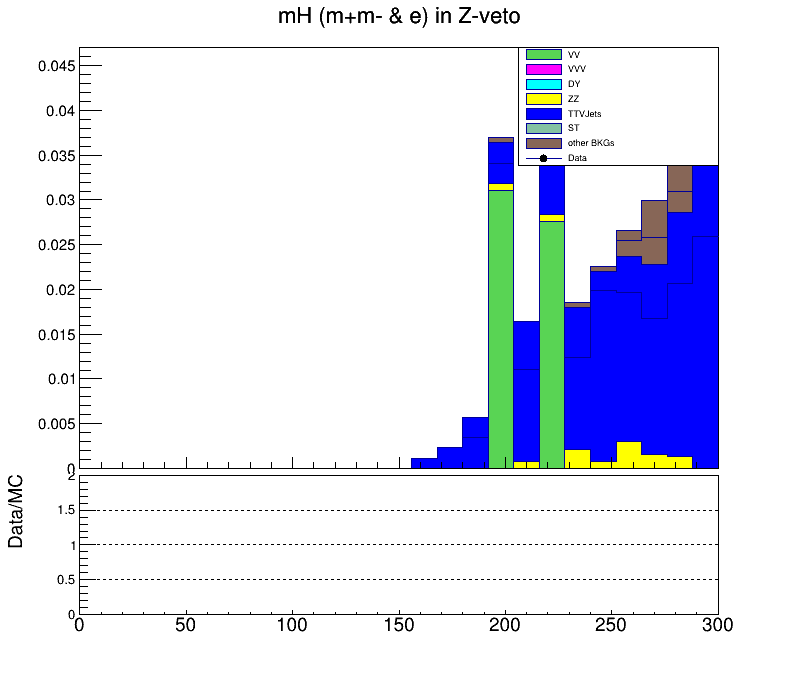 mH (m+m- & e) in Z-veto
0.045
0.04
0.035
0.03
0.025
0.02
0.015
0.01
0.005
0
VV
VVV
DY
ZZ
TTVJets
ST
other BKGs
Data
Data/MC
2
1.5
1
0.5
0
0 50 100 150 200 250 300